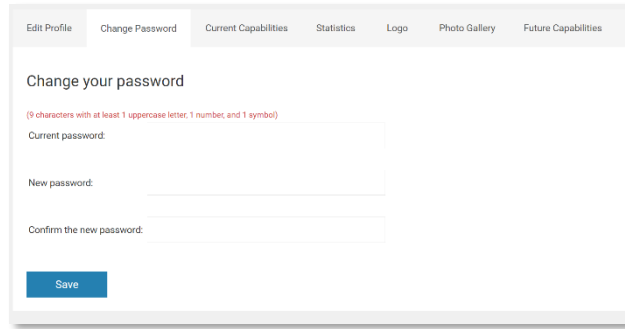 Edit Profile Change Password Current Capabilities Statistics Logo Photo Gallery Future Capabilities
Change your password
(9 characters with at least 1 uppercase letter, 1 number, and 1 symbol)
Current password:
New password:
Confirm the new password:
Save